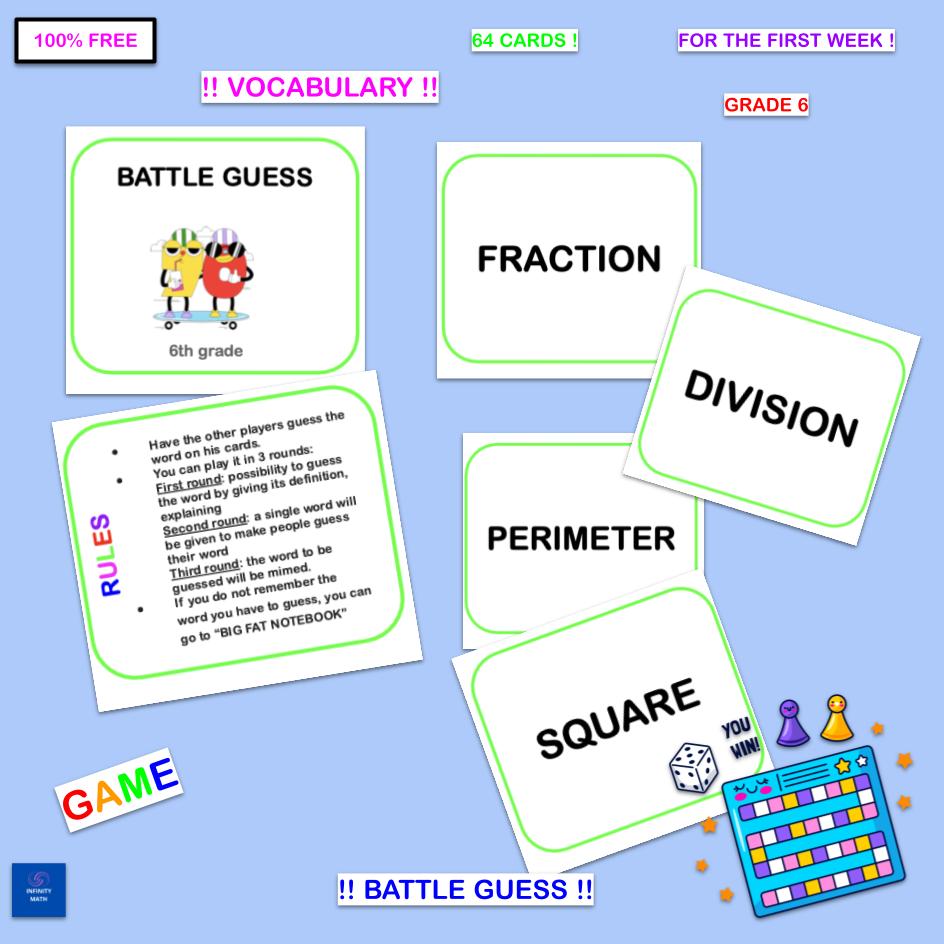 100% FREE
64 CARDS !
FOR THE FIRST WEEK !
!! VOCABULARY !!
GRADE 6
BATTLE GUESS
6th grade
FRACTION
DIVISION
RULES
• Have the other players guess the
word on his cards.
• You can play it in 3 rounds:
First round: possibility to guess
the word by giving its definition,
explaining
Second round: a single word will
be given to make people guess
their word
Third round: the word to be
guessed will be mimed.
• If you do not remember the
word you have to guess, you can
go to “BIG FAT NOTEBOOK”
PERIMETER
SQUARE
YOU
WIN!
GAME
INFINITY
MATH
!! BATTLE GUESS !!